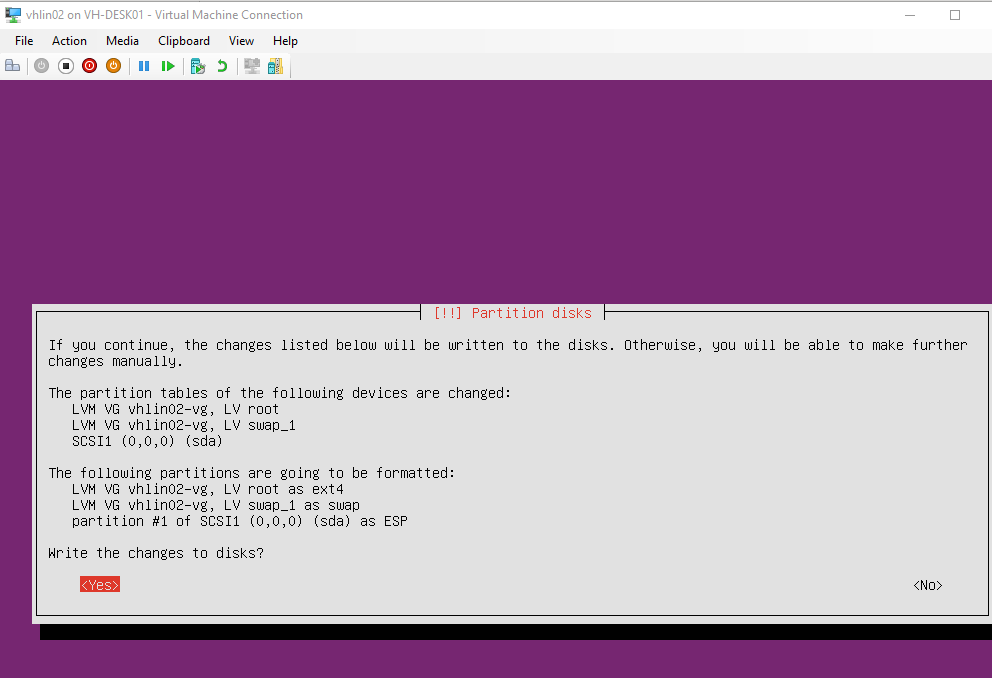 vhlin02 on VH-DESK01 - Virtual Machine Connection
File Action Media Clipboard View Help
[!!] Partition disks
If you continue, the changes listed below will be written to the disks. Otherwise, you will be able to make further
changes manually.
The partition tables of the following devices are changed:
LVM VG vhlin02-vg, LV root
LVM VG vhlin02-vg, LV swap_1
SCSI1 (0,0,0) (sda)
The following partitions are going to be formatted:
LVM VG vhlin02-vg, LV root as ext4
LVM VG vhlin02-vg, LV swap_1 as swap
partition #1 of SCSI1 (0,0,0) (sda) as ESP
Write the changes to disks?
<Yes> <No>